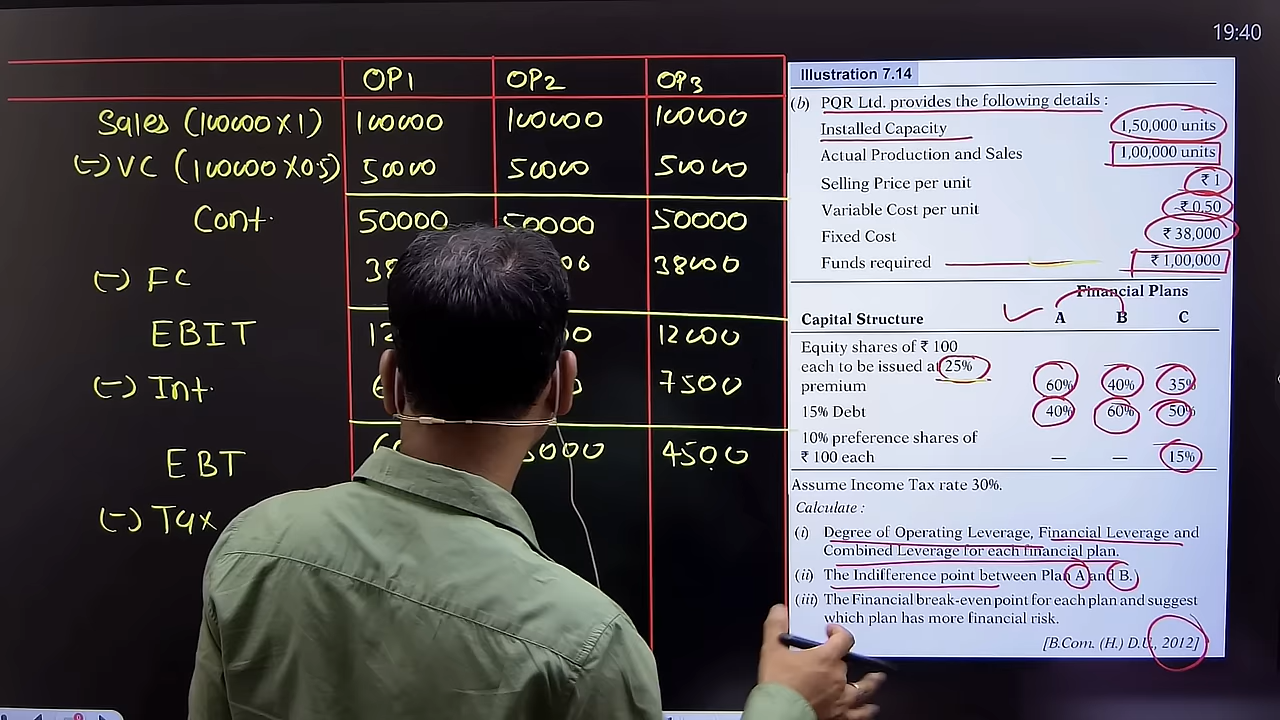 19:40
OP1 OP2 OP3
Sales (100000×1) 100000 100000 100000
(-) VC (100000×0.5) 50000 50000 50000
Cont. 50000 50000 50000
(-) FC 38000
EBIT 12000
(-) Int. 7500
EBT 4500
(-) Tax
Illustration 7.14
(b) PQR Ltd. provides the following details :
Installed Capacity 1,50,000 units
Actual Production and Sales 1,00,000 units
Selling Price per unit ₹ 1
Variable Cost per unit ₹ 0.50
Fixed Cost ₹ 38,000
Funds required ₹ 1,00,000
Financial Plans
Capital Structure A B C
Equity shares of ₹ 100
each to be issued at 25%
premium 60% 40% 35%
15% Debt 40% 60% 50%
10% preference shares of
₹ 100 each — — 15%
Assume Income Tax rate 30%.
Calculate :
(i) Degree of Operating Leverage, Financial Leverage and
Combined Leverage for each financial plan.
(ii) The Indifference point between Plan A and B.
(iii) The Financial break-even point for each plan and suggest
which plan has more financial risk.
[B.Com. (H.) D.U., 2012]